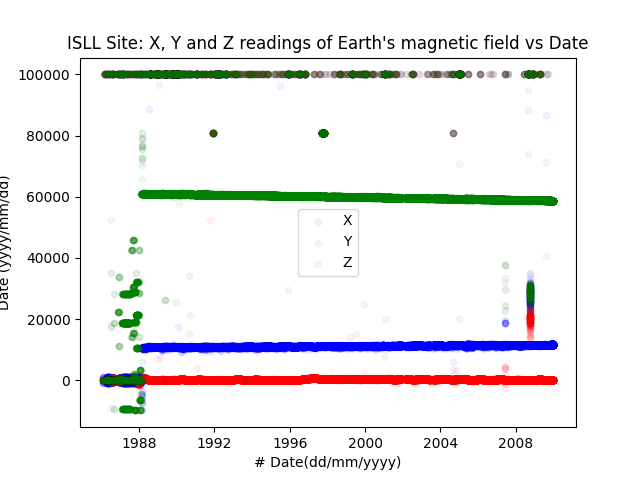 ISLL Site: X, Y and Z readings of Earth's magnetic field vs Date
100000
80000
60000
40000
20000
0
Date (yyyy/mm/dd)
X
Y
Z
1988
1992
1996
2000
2004
2008
# Date(dd/mm/yyyy)